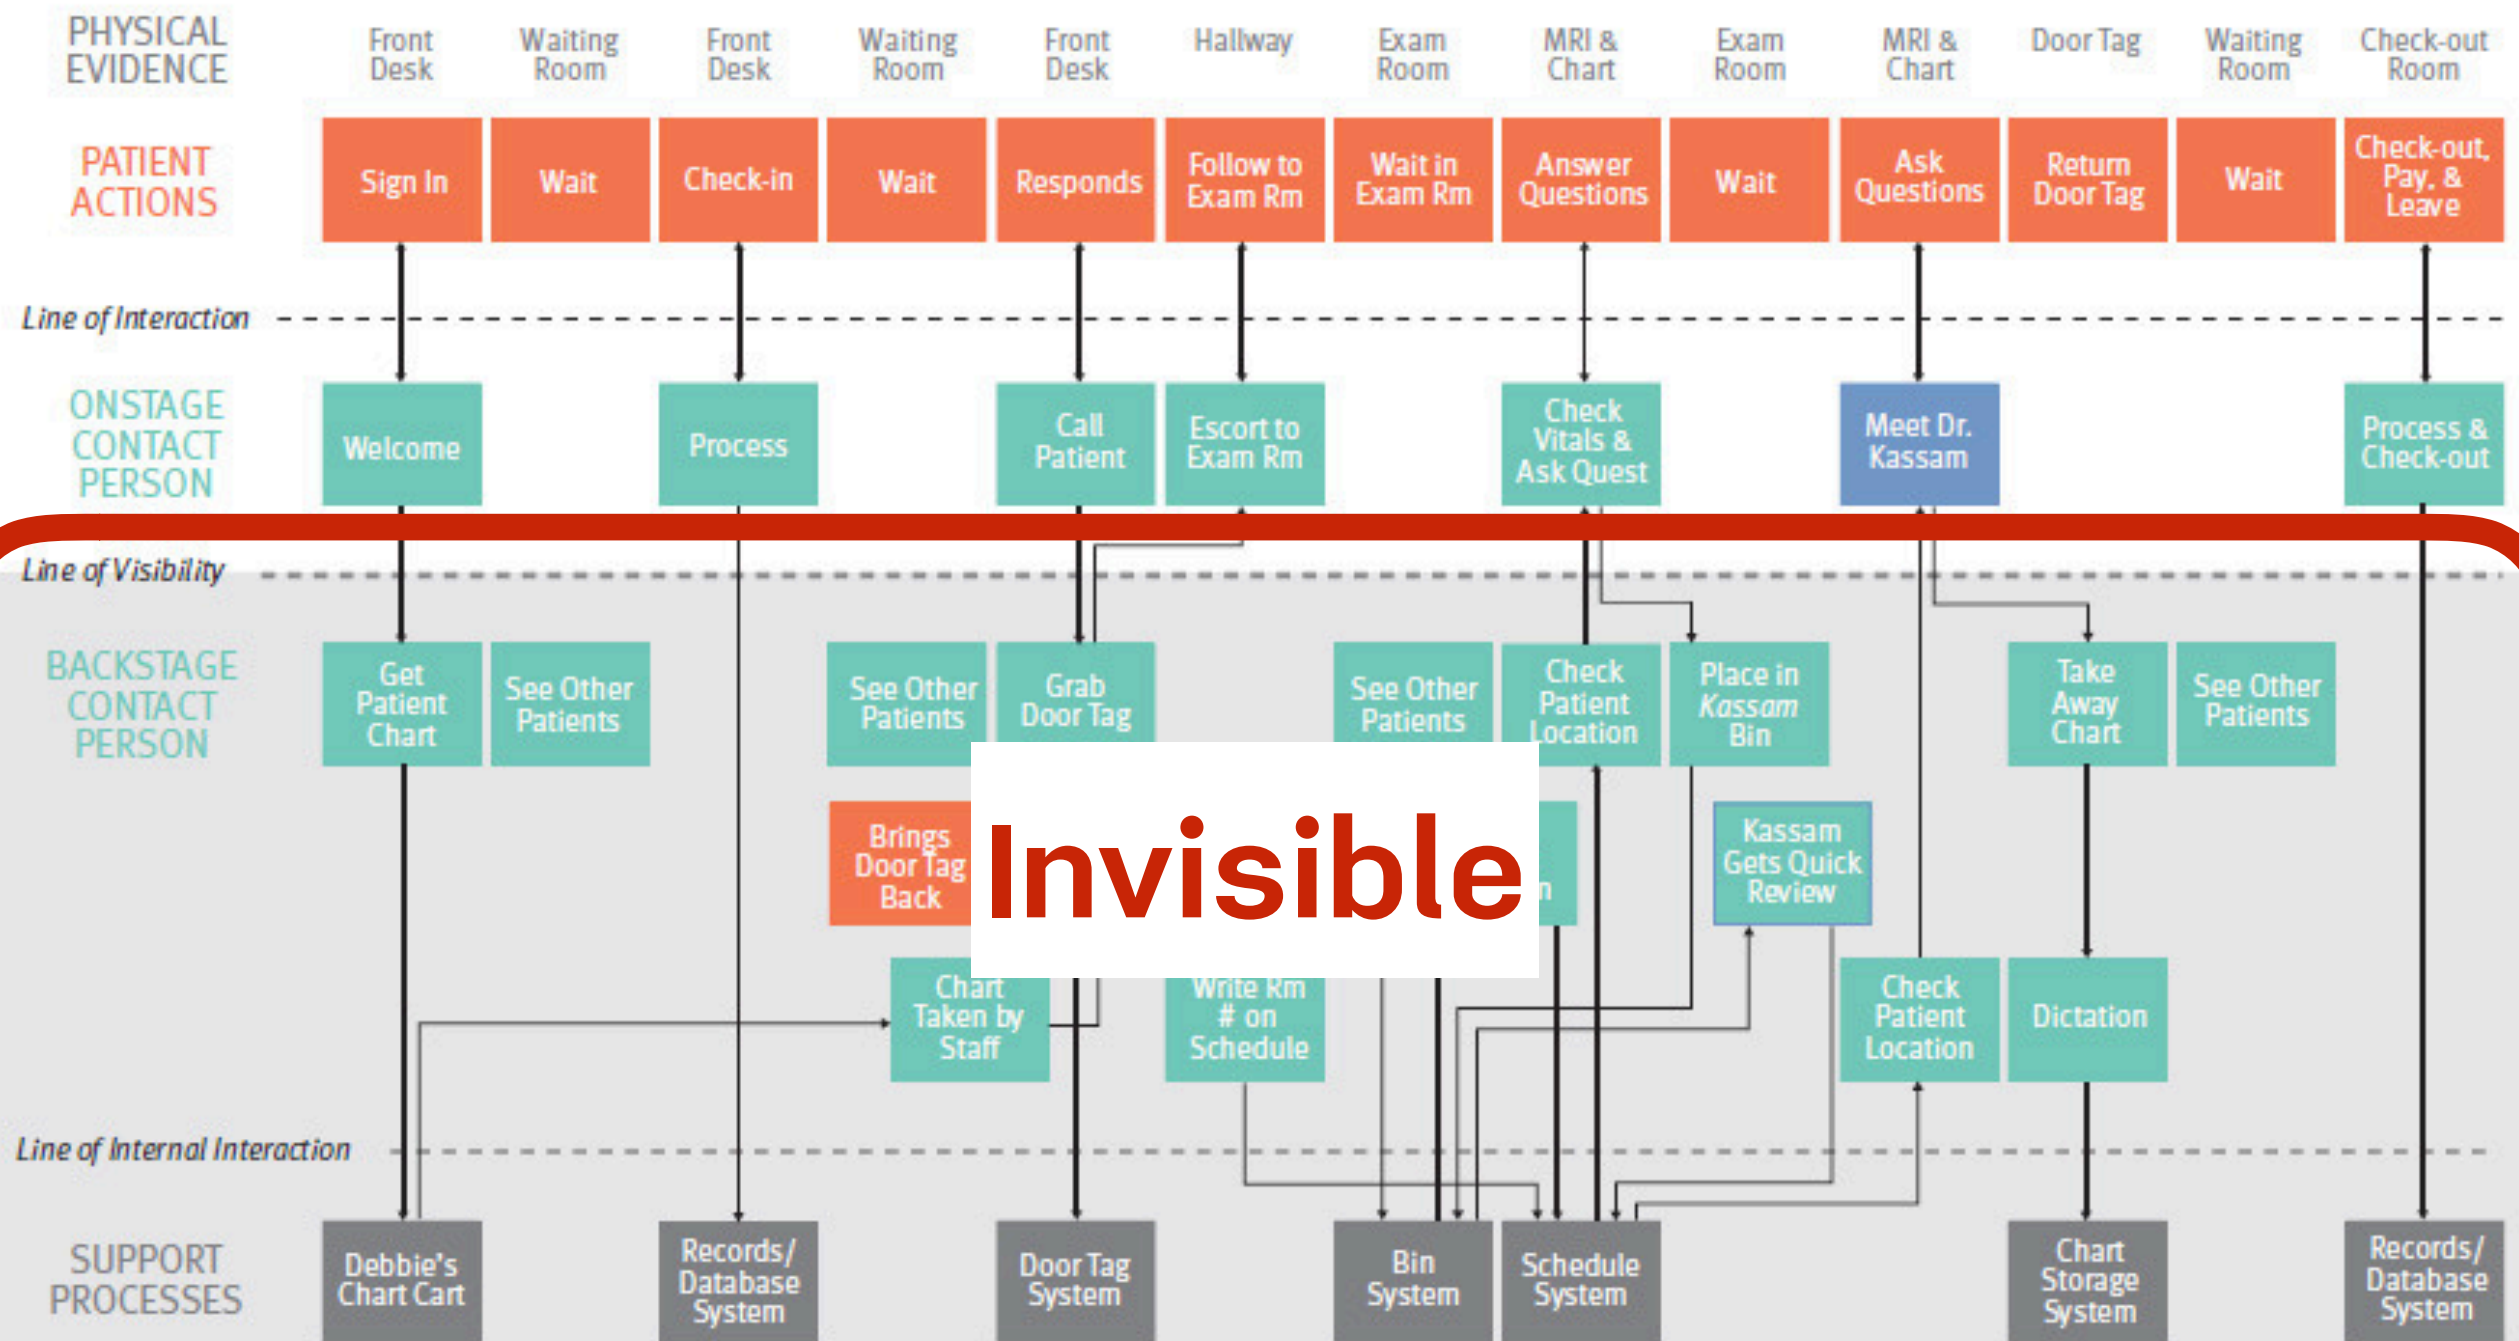 PHYSICAL
EVIDENCE
Front
Desk
Waiting
Room
Front
Desk
Waiting
Room
Front
Desk
Hallway
Exam
Room
MRI &
Chart
Exam
Room
MRI &
Chart
Door Tag
Waiting
Room
Check-out
Room
PATIENT
ACTIONS
Sign In
Wait
Check-in
Wait
Responds
Follow to
Exam Rm
Wait in
Exam Rm
Answer
Questions
Wait
Ask
Questions
Return
Door Tag
Wait
Check-out,
Pay, &
Leave
Line of Interaction
ONSTAGE
CONTACT
PERSON
Welcome
Process
Call
Patient
Escort to
Exam Rm
Check
Vitals &
Ask Quest
Meet Dr.
Kassam
Process &
Check-out
Line of Visibility
BACKSTAGE
CONTACT
PERSON
Get
Patient
Chart
See Other
Patients
See Other
Patients
Grab
Door Tag
See Other
Patients
Check
Patient
Location
Place in
Kassam
Bin
Take
Away
Chart
See Other
Patients
Brings
Door Tag
Back
Invisible
Kassam
Gets Quick
Review
Chart
Taken by
Staff
Write Rm
# on
Schedule
Check
Patient
Location
Dictation
Line of Internal Interaction
SUPPORT
PROCESSES
Debbie's
Chart Cart
Records/
Database
System
Door Tag
System
Bin
System
Schedule
System
Chart
Storage
System
Records/
Database
System